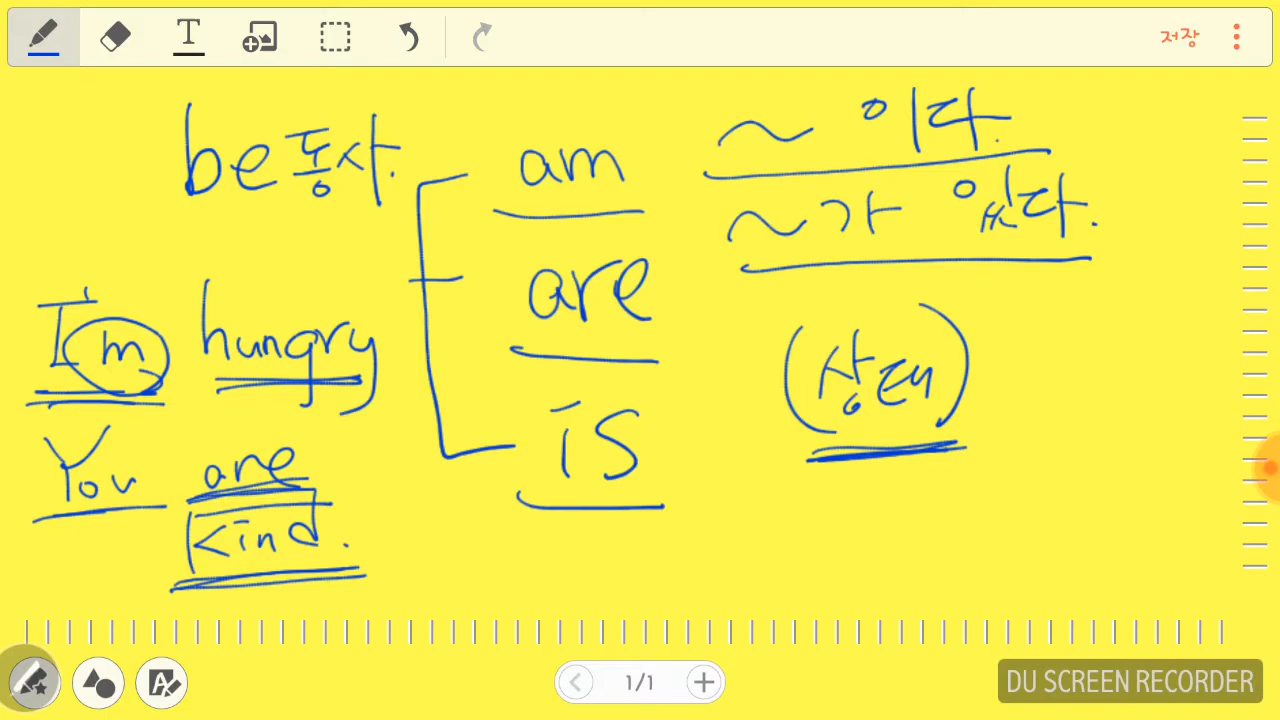 T
저장
be동사.
am
are
is
~ 이다.
~가 있다.
(상태)
I'm hungry
You are
kind.
1/1
DU SCREEN RECORDER